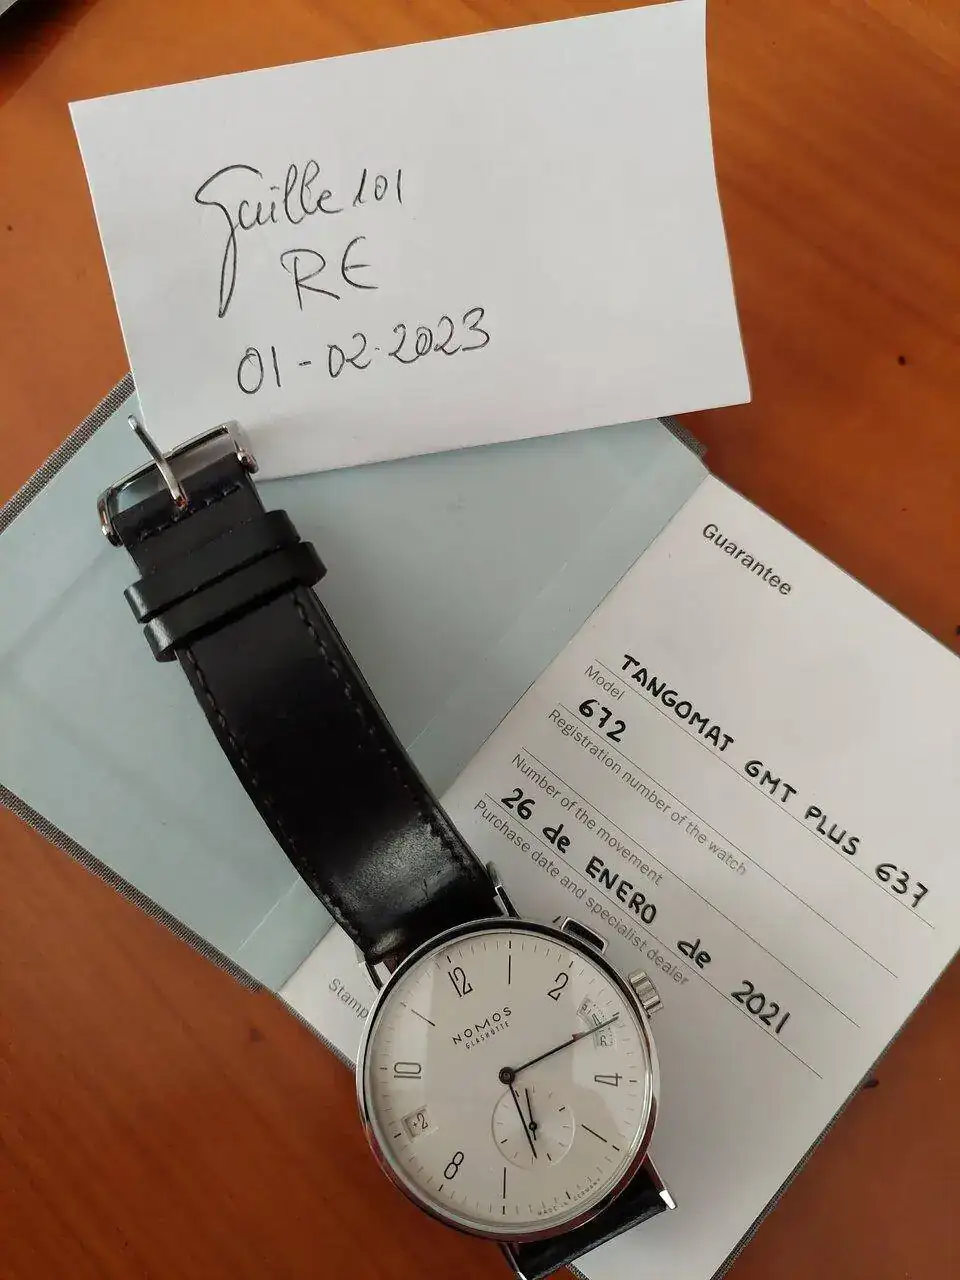 Guille101
RE
01-02-2023
Guarantee
TANGOMAT GMT PLUS 637
Model
672
Registration number of the watch
Number of the movement
26 de ENERO de 2021
Purchase date and specialist dealer
Stamp
12
2
NOMOS
GLASHÜTTE
10
4
+2
8
MADE IN GERMANY